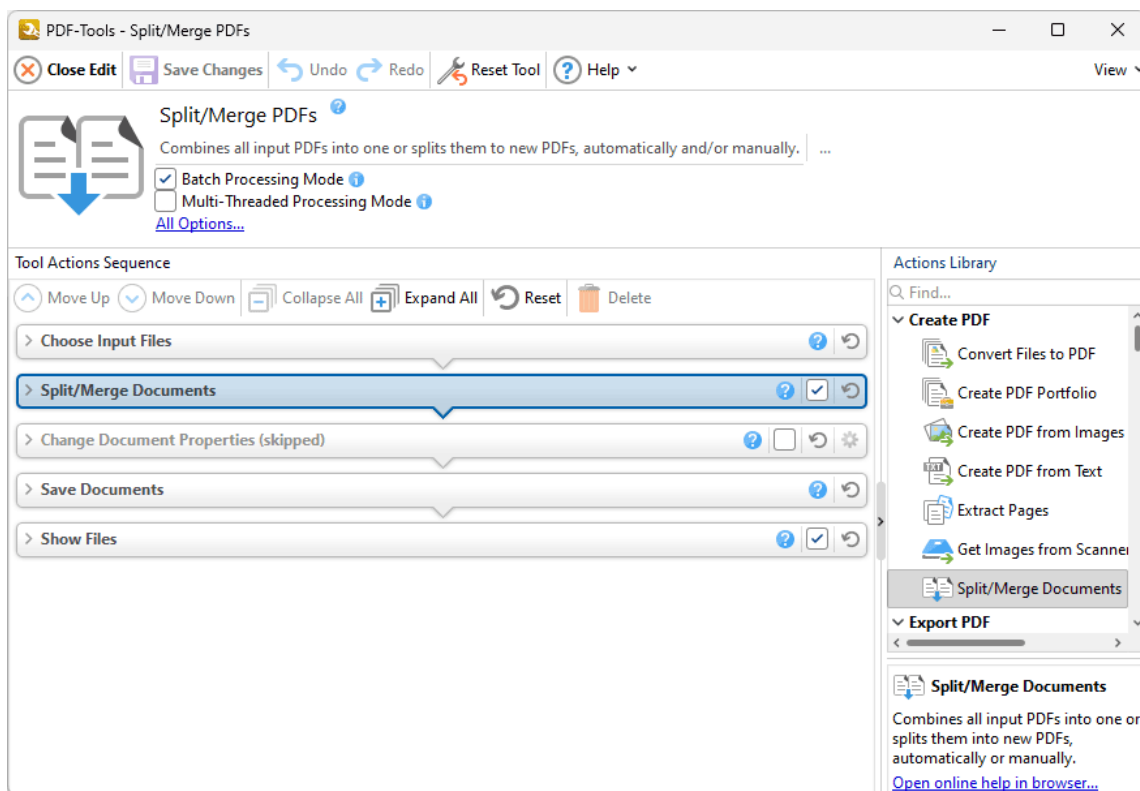 PDF-Tools - Split/Merge PDFs
Close Edit Save Changes Undo Redo Reset Tool Help View
Split/Merge PDFs
Combines all input PDFs into one or splits them to new PDFs, automatically and/or manually. ...
Batch Processing Mode
Multi-Threaded Processing Mode
All Options...
Tool Actions Sequence
Move Up Move Down Collapse All Expand All Reset Delete
Choose Input Files
Split/Merge Documents
Change Document Properties (skipped)
Save Documents
Show Files
Actions Library
Find...
Create PDF
Convert Files to PDF
Create PDF Portfolio
Create PDF from Images
TXT Create PDF from Text
Extract Pages
Get Images from Scanner
Split/Merge Documents
Export PDF
Split/Merge Documents
Combines all input PDFs into one or
splits them into new PDFs,
automatically or manually.
Open online help in browser...